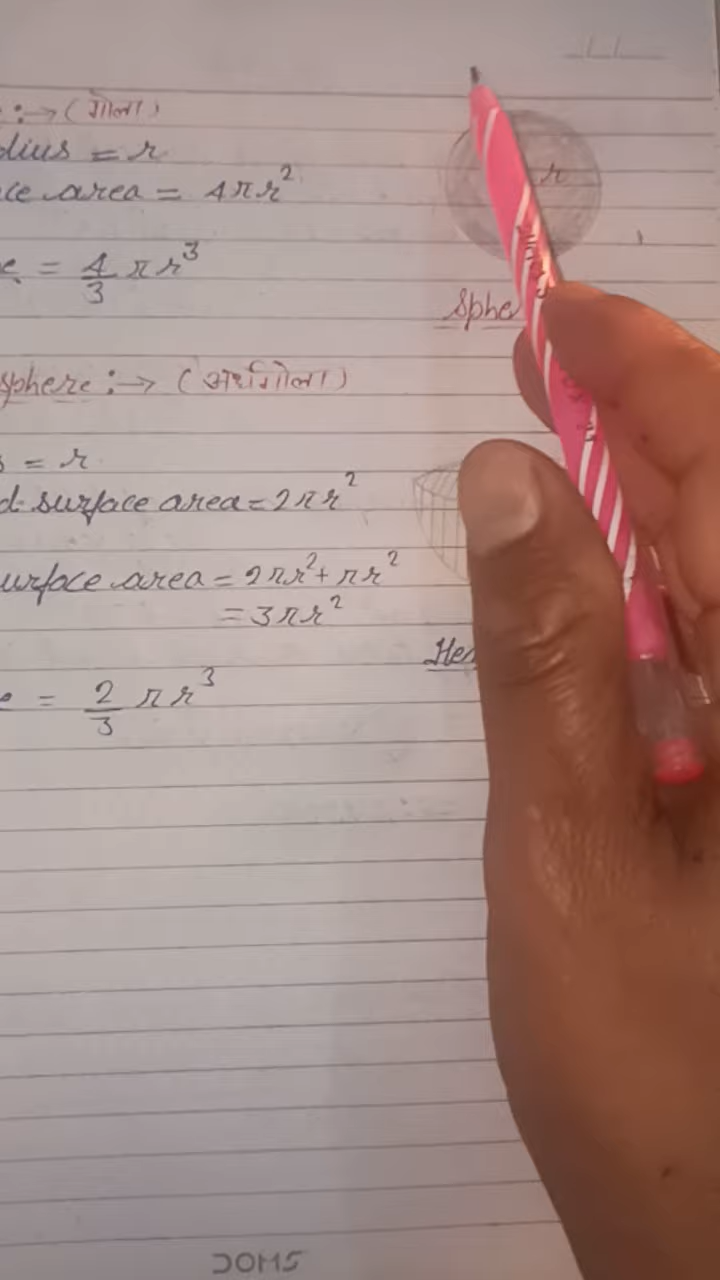 :→ (गोला)
dius = r
ce area = 4πr²
r
= 4/3 πr³
Sphe
sphere :→ (अर्धगोला)
s = r
d surface area = 2πr²
urface area = 2πr² + πr²
= 3πr²
Hem
e = 2/3 πr³
DOMS